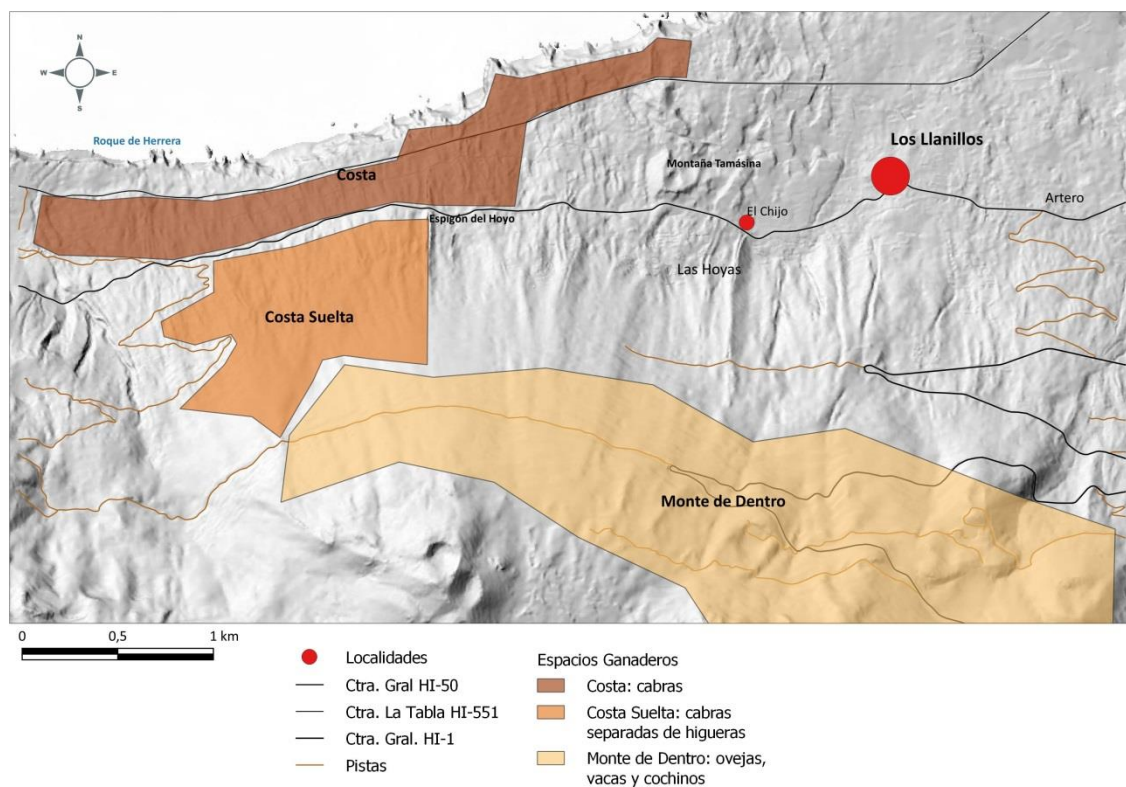 N
W
E
S
Roque de Herrera
Los Llanillos
Costa
Montaña Tamásina
El Chijo
Artero
Espigón del Hoyo
Las Hoyas
Costa Suelta
Monte de Dentro
0 0,5 1 km
Localidades
Ctra. Gral HI-50
Ctra. La Tabla HI-551
Ctra. Gral. HI-1
Pistas
Espacios Ganaderos
Costa: cabras
Costa Suelta: cabras
separadas de higueras
Monte de Dentro: ovejas,
vacas y cochinos